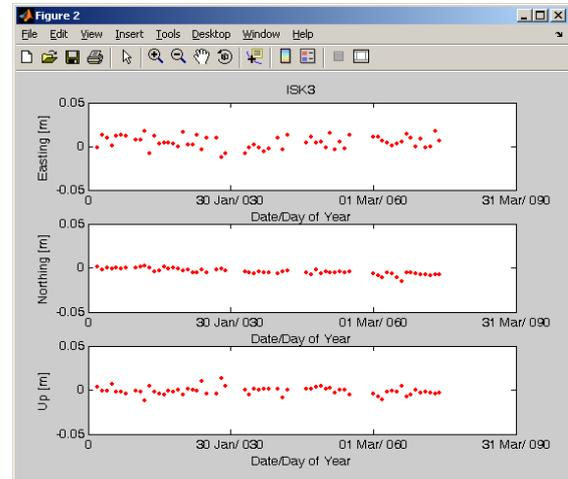 Figure 2
File Edit View Insert Tools Desktop Window Help
ISK3
Easting [m]
0.05
0
-0.05
0 30 Jan/ 030 01 Mar/ 060 31 Mar/ 090
Date/Day of Year
Northing [m]
0.05
0
-0.05
0 30 Jan/ 030 01 Mar/ 060 31 Mar/ 090
Date/Day of Year
Up [m]
0.05
0
-0.05
0 30 Jan/ 030 01 Mar/ 060 31 Mar/ 090
Date/Day of Year